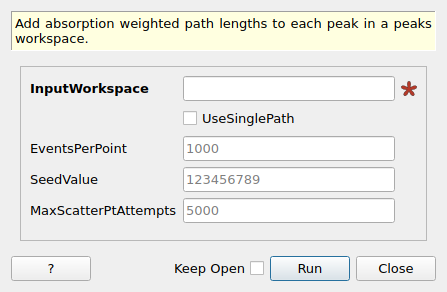 Add absorption weighted path lengths to each peak in a peaks
workspace.
InputWorkspace *
UseSinglePath
EventsPerPoint 1000
SeedValue 123456789
MaxScatterPtAttempts 5000
? Keep Open Run Close